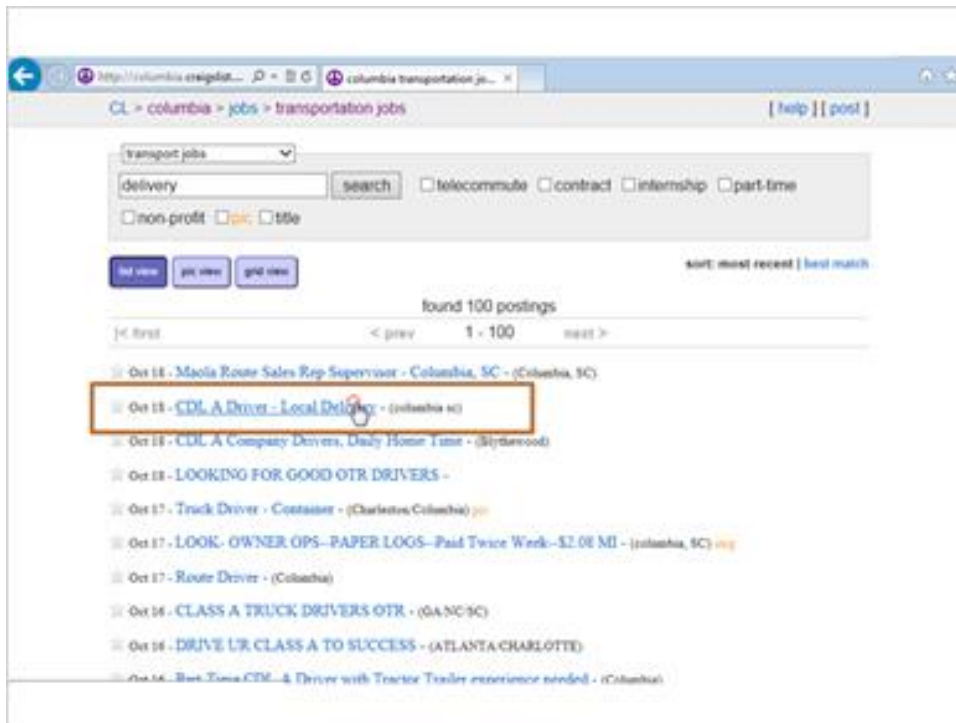 http://columbia.craigslist... columbia transportation jo...
CL > columbia > jobs > transportation jobs [ help ] [ post ]
transport jobs
delivery search telecommute contract internship part-time
non-profit pic title
list view pic view grid view sort: most recent | best match
found 100 postings
|< first < prev 1 - 100 next >
Oct 18 - Maola Route Sales Rep Supervisor - Columbia, SC - (Columbia, SC)
Oct 18 - CDL A Driver - Local Delivery - (columbia sc)
Oct 18 - CDL A Company Drivers, Daily Home Time - (Blythewood)
Oct 18 - LOOKING FOR GOOD OTR DRIVERS -
Oct 17 - Truck Driver - Container - (Charleston/Columbia) pic
Oct 17 - LOOK- OWNER OPS--PAPER LOGS--Paid Twice Week--$2.08 MI - (columbia, SC)
Oct 17 - Route Driver - (Columbia)
Oct 16 - CLASS A TRUCK DRIVERS OTR - (GA/NC/SC)
Oct 16 - DRIVE UR CLASS A TO SUCCESS - (ATLANTA/CHARLOTTE)
Oct 16 - Part Time CDL-A Driver with Tractor Trailer experience needed - (Columbia)